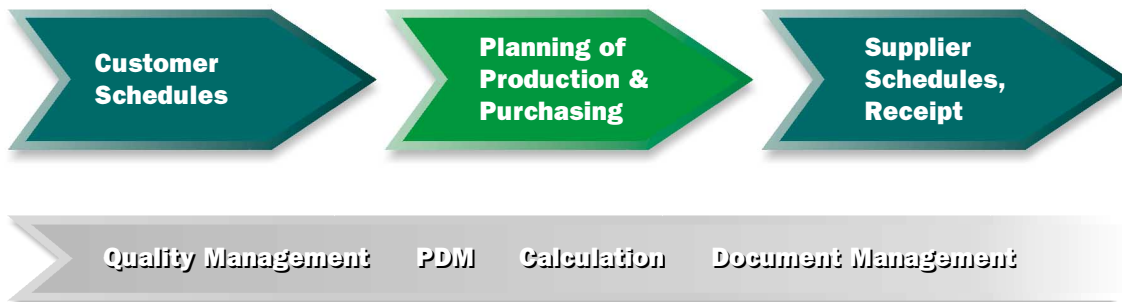 Customer
Schedules
Planning of
Production &
Purchasing
Supplier
Schedules,
Receipt
Quality Management PDM Calculation Document Management